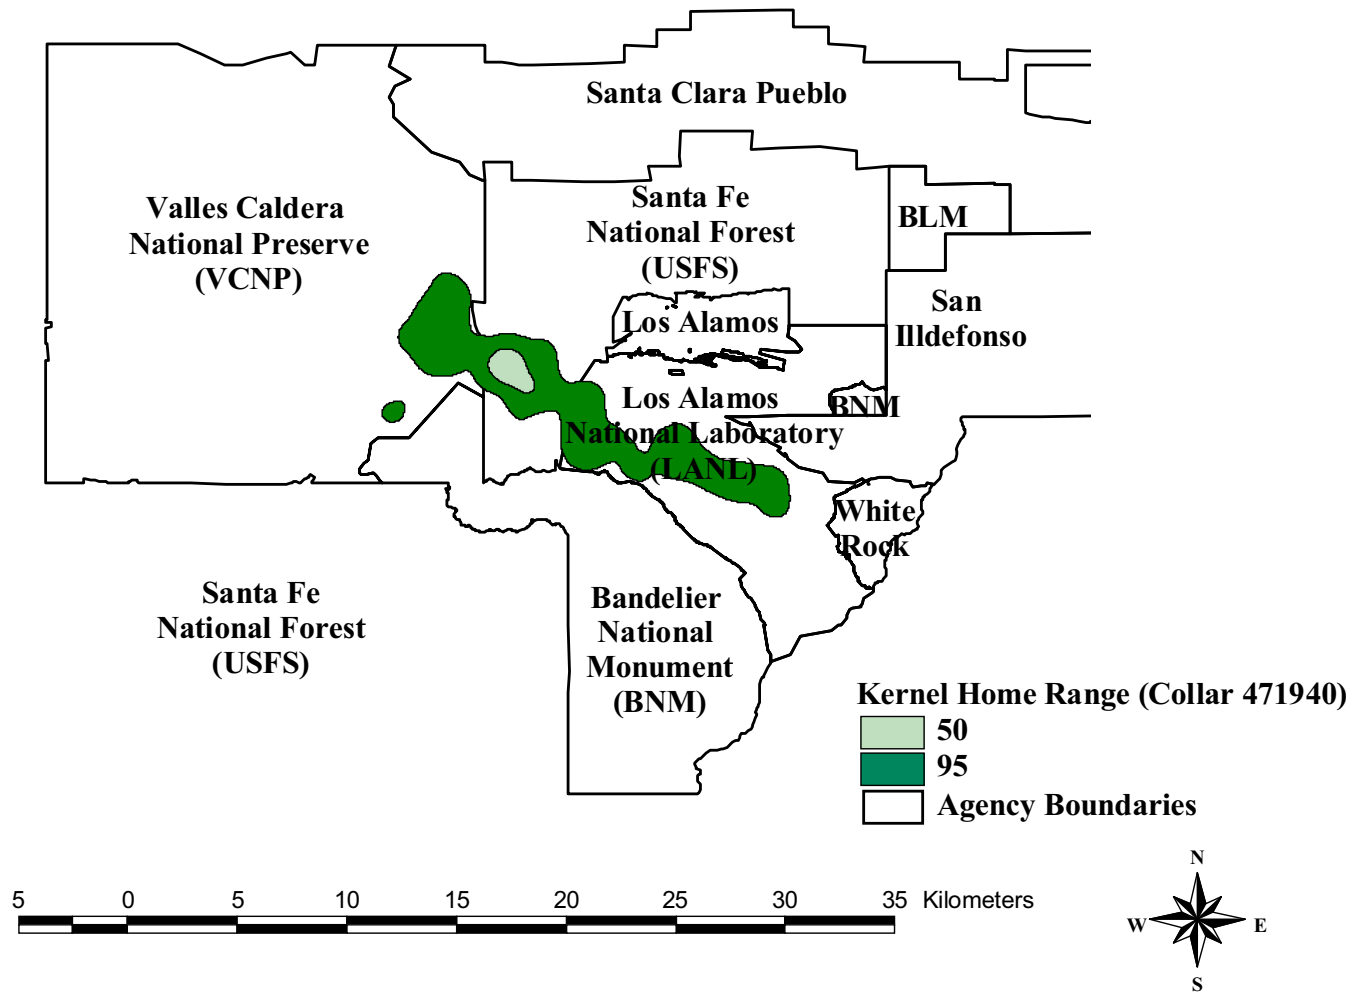 Santa Clara Pueblo
Valles Caldera
National Preserve
(VCNP)
Santa Fe
National Forest
(USFS)
BLM
San
Illdefonso
Los Alamos
Los Alamos
National Laboratory
(LANL)
BNM
White
Rock
Santa Fe
National Forest
(USFS)
Bandelier
National
Monument
(BNM)
Kernel Home Range (Collar 471940)
50
95
Agency Boundaries
5 0 5 10 15 20 25 30 35 Kilometers
N
W E
S